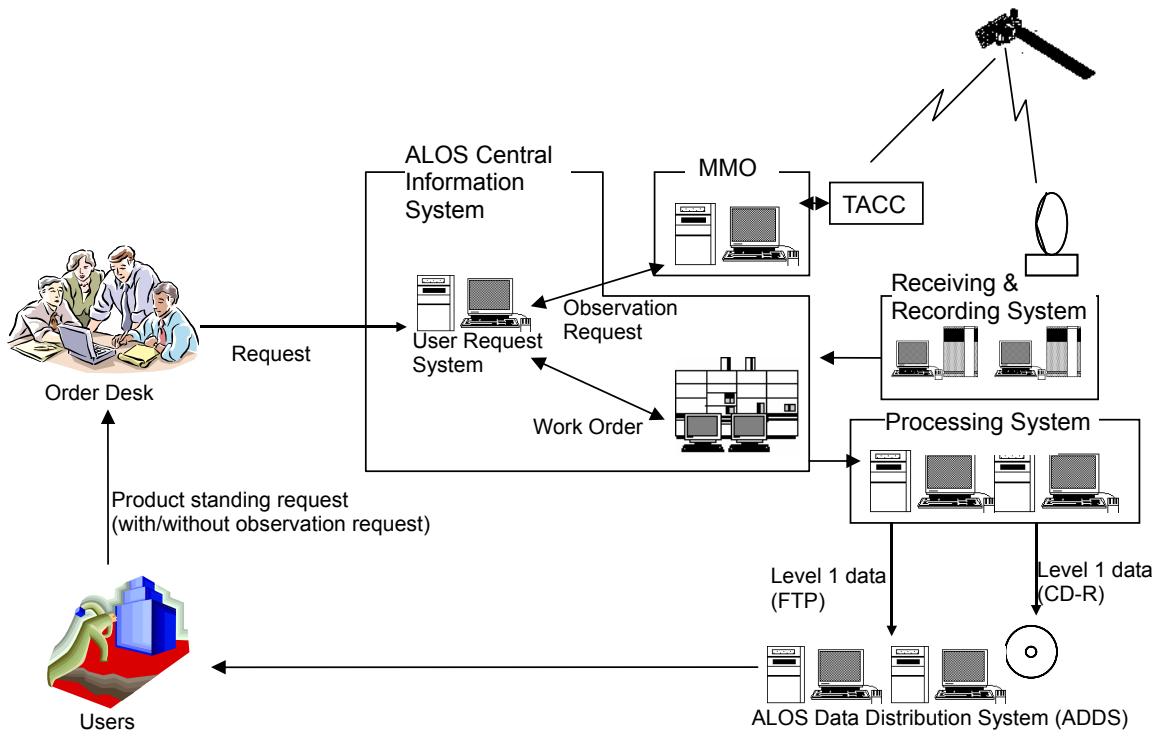 ALOS Central
Information
System
MMO
TACC
Receiving &
Recording System
User Request
System
Observation
Request
Request
Order Desk
Work Order
Processing System
Product standing request
(with/without observation request)
Level 1 data
(FTP)
Level 1 data
(CD-R)
Users
ALOS Data Distribution System (ADDS)